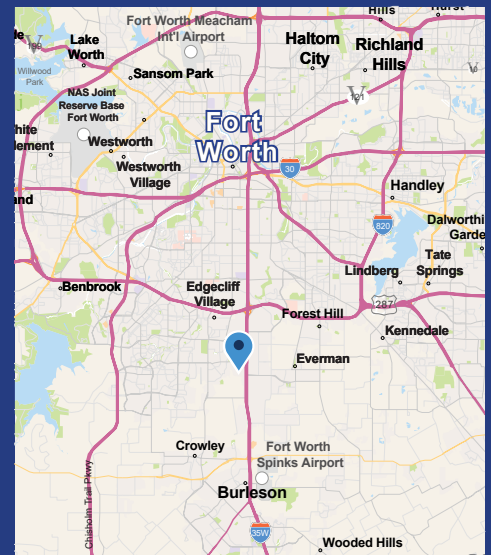 Hills
Hurst
Fort Worth Meacham
Int'l Airport
Lake
Worth
199
Haltom
City
Richland
Hills
Willwood
Park
Sansom Park
NAS Joint
Reserve Base
Fort Worth
121
Fort
Worth
Westworth
Westworth
Village
30
Handley
820
Dalworthi
Garde
Lindberg
Tate
Springs
Benbrook
Edgecliff
Village
287
Forest Hill
Kennedale
Everman
Crowley
Fort Worth
Spinks Airport
Burleson
Chisholm Trail Pkwy
35W
Wooded Hills